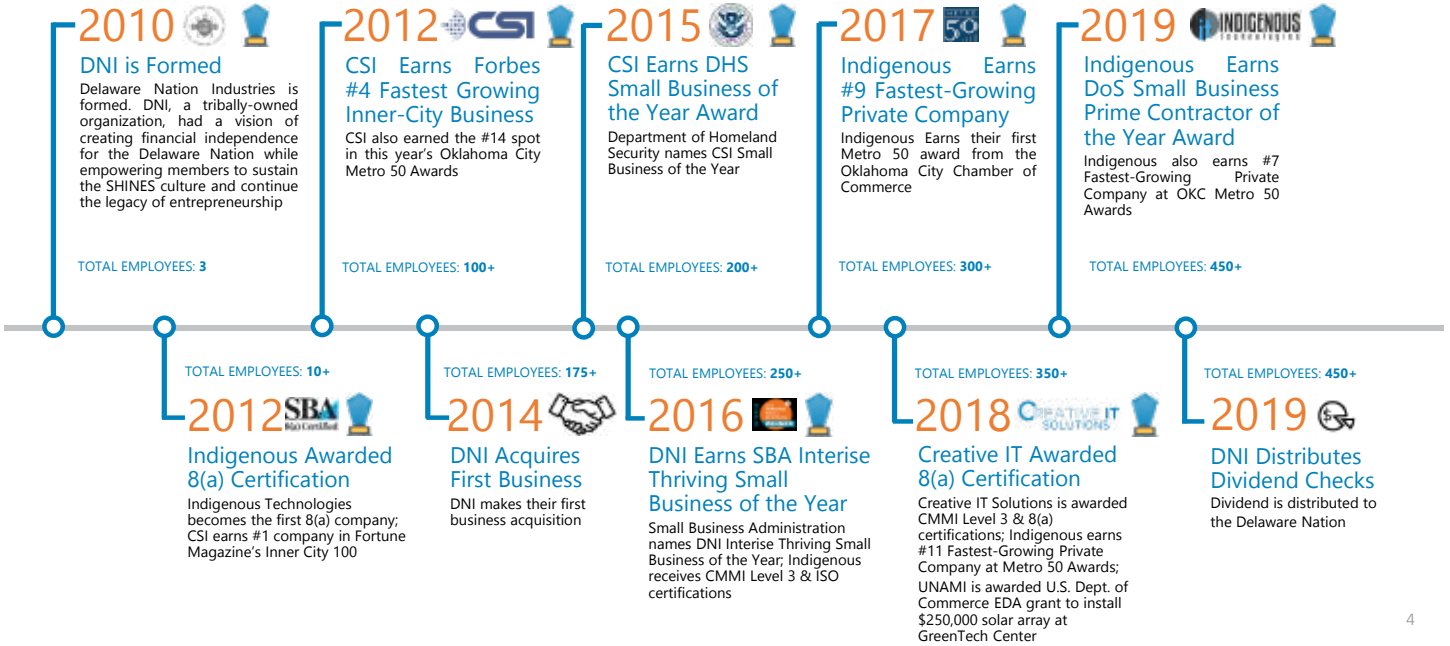 2010
DNI is Formed
Delaware Nation Industries is
formed. DNI, a tribally-owned
organization, had a vision of
creating financial independence
for the Delaware Nation while
empowering members to sustain
the SHINES culture and continue
the legacy of entrepreneurship
TOTAL EMPLOYEES: 3
2012 CSI
CSI Earns Forbes
#4 Fastest Growing
Inner-City Business
CSI also earned the #14 spot
in this year's Oklahoma City
Metro 50 Awards
TOTAL EMPLOYEES: 100+
2015
CSI Earns DHS
Small Business of
the Year Award
Department of Homeland
Security names CSI Small
Business of the Year
TOTAL EMPLOYEES: 200+
2017 METRO 50
Indigenous Earns
#9 Fastest-Growing
Private Company
Indigenous Earns their first
Metro 50 award from the
Oklahoma City Chamber of
Commerce
TOTAL EMPLOYEES: 300+
2019 INDIGENOUS
technologies
Indigenous Earns
DoS Small Business
Prime Contractor of
the Year Award
Indigenous also earns #7
Fastest-Growing Private
Company at OKC Metro 50
Awards
TOTAL EMPLOYEES: 450+
TOTAL EMPLOYEES: 10+
2012 SBA
8(a) Certified
Indigenous Awarded
8(a) Certification
Indigenous Technologies
becomes the first 8(a) company;
CSI earns #1 company in Fortune
Magazine's Inner City 100
TOTAL EMPLOYEES: 175+
2014
DNI Acquires
First Business
DNI makes their first
business acquisition
TOTAL EMPLOYEES: 250+
2016
DNI Earns SBA Interise
Thriving Small
Business of the Year
Small Business Administration
names DNI Interise Thriving Small
Business of the Year; Indigenous
receives CMMI Level 3 & ISO
certifications
TOTAL EMPLOYEES: 350+
2018 CREATIVE IT
SOLUTIONS
Creative IT Awarded
8(a) Certification
Creative IT Solutions is awarded
CMMI Level 3 & 8(a)
certifications; Indigenous earns
#11 Fastest-Growing Private
Company at Metro 50 Awards;
UNAMI is awarded U.S. Dept. of
Commerce EDA grant to install
$250,000 solar array at
GreenTech Center
TOTAL EMPLOYEES: 450+
2019 $
DNI Distributes
Dividend Checks
Dividend is distributed to
the Delaware Nation
4